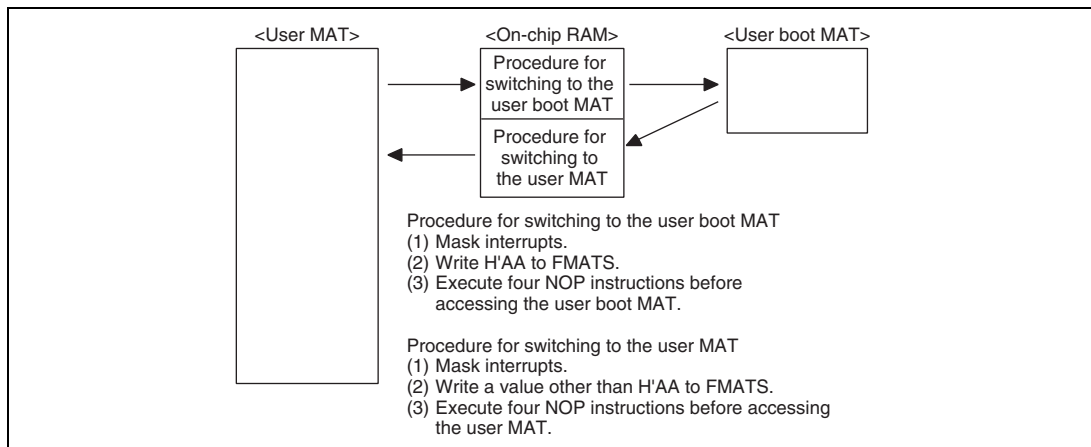 <User MAT>
<On-chip RAM>
<User boot MAT>
Procedure for
switching to the
user boot MAT
Procedure for
switching to
the user MAT
Procedure for switching to the user boot MAT
(1) Mask interrupts.
(2) Write H'AA to FMATS.
(3) Execute four NOP instructions before
accessing the user boot MAT.
Procedure for switching to the user MAT
(1) Mask interrupts.
(2) Write a value other than H'AA to FMATS.
(3) Execute four NOP instructions before accessing
the user MAT.